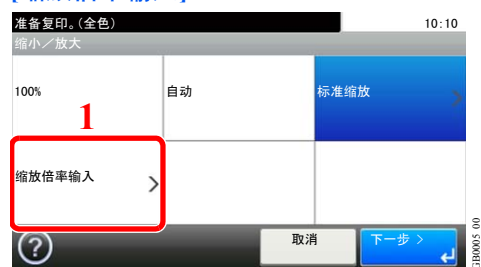 准备复印。(全色)
10:10
缩小／放大
100%
自动
标准缩放
1
缩放倍率输入
?
取消
下一步 >
GB0005_00